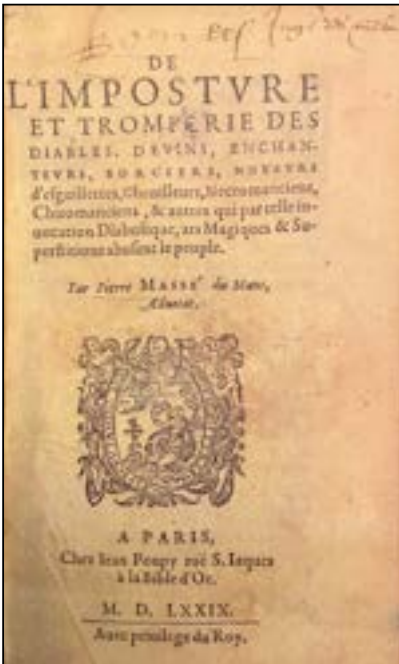 DE
L'IMPOSTVRE
ET TROMPERIE DES
DIABLES, DEVINS, ENCHAN-
TEVRS, SORCIERS, NOVEVRS
d'esguillettes, Cheuilleurs, Necromanciens,
Chiromanciens, & autres qui par telle in-
uocation Diabolique, ars Magiques & Su-
perstitions abusent le peuple.
Par Pierre MASSÉ du Mans,
Aduocat.
A PARIS,
Chez Iean Poupy ruë S. Iaques
à la Bible d'Or.
M. D. LXXIX.
Auec priuilege du Roy.